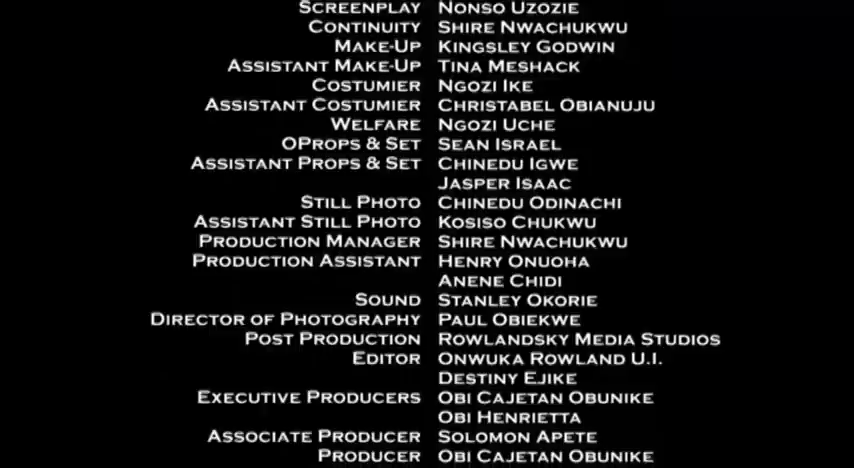 Screenplay Nonso Uzozie
Continuity Shire Nwachukwu
Make-Up Kingsley Godwin
Assistant Make-Up Tina Meshack
Costumier Ngozi Ike
Assistant Costumier Christabel Obianuju
Welfare Ngozi Uche
OProps & Set Sean Israel
Assistant Props & Set Chinedu Igwe
Jasper Isaac
Still Photo Chinedu Odinachi
Assistant Still Photo Kosiso Chukwu
Production Manager Shire Nwachukwu
Production Assistant Henry Onuoha
Anene Chidi
Sound Stanley Okorie
Director of Photography Paul Obiekwe
Post Production Rowlandsky Media Studios
Editor Onwuka Rowland U.I.
Destiny Ejike
Executive Producers Obi Cajetan Obunike
Obi Henrietta
Associate Producer Solomon Apete
Producer Obi Cajetan Obunike